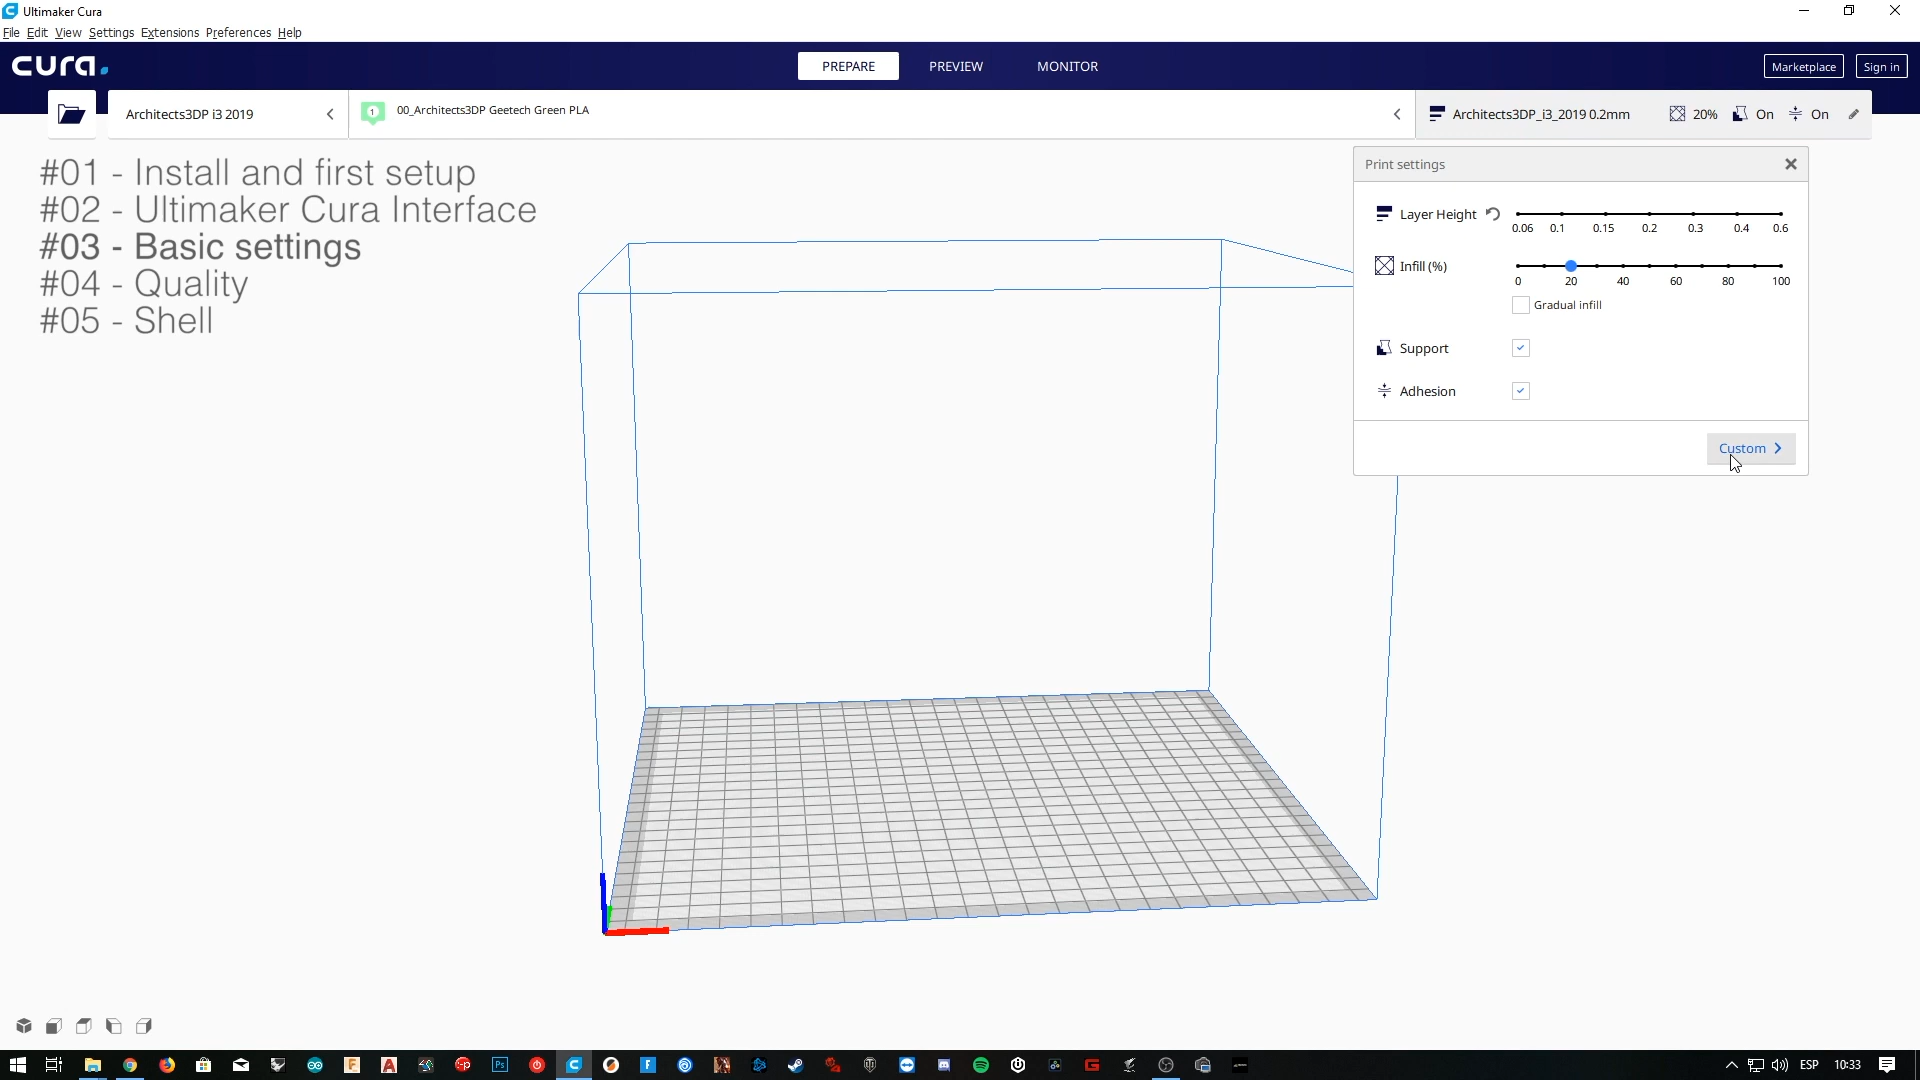 Ultimaker Cura
File Edit View Settings Extensions Preferences Help
cura.
PREPARE PREVIEW MONITOR
Marketplace Sign in
Architects3DP i3 2019
1 00_Architects3DP Geetech Green PLA
Architects3DP_i3_2019 0.2mm 20% On On
#01 - Install and first setup
#02 - Ultimaker Cura Interface
#03 - Basic settings
#04 - Quality
#05 - Shell
Print settings
Layer Height
0.06 0.1 0.15 0.2 0.3 0.4 0.6
Infill (%)
0 20 40 60 80 100
Gradual infill
Support
Adhesion
Custom
ESP 10:33